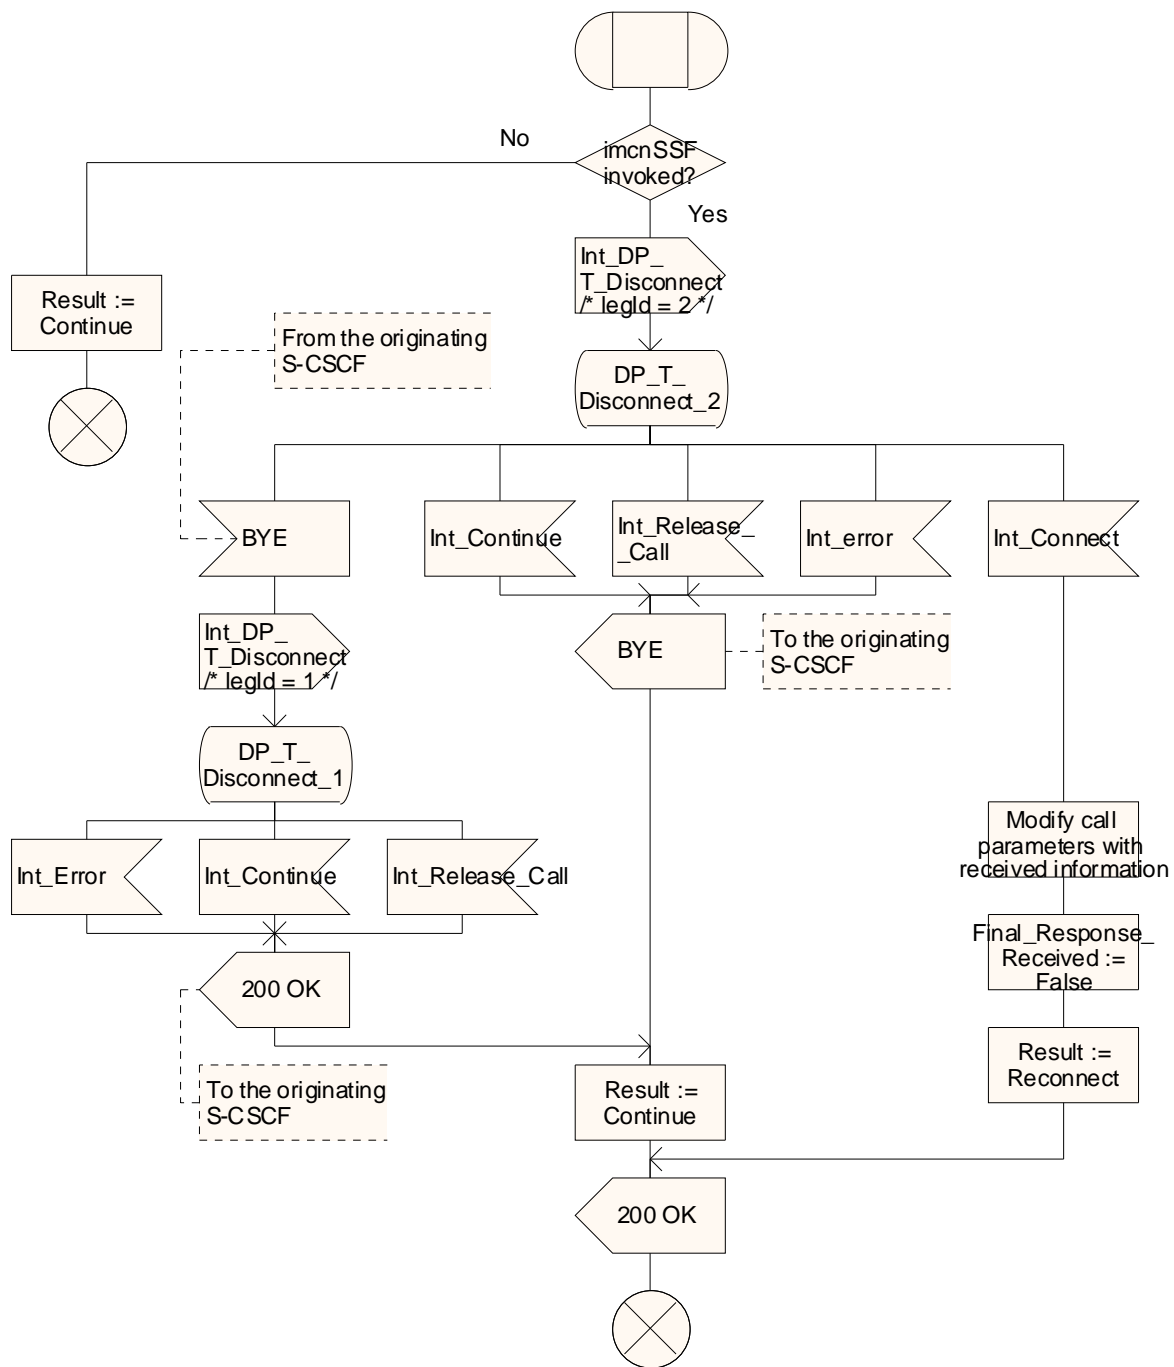 No
imcnSSF
invoked?
Yes
Int_DP_
T_Disconnect
/* legId = 2 */
Result :=
Continue
From the originating
S-CSCF
DP_T_
Disconnect_2
BYE
Int_Continue
Int_Release_
_Call
Int_error
Int_Connect
Int_DP_
T_Disconnect
/* legId = 1 */
BYE
To the originating
S-CSCF
DP_T_
Disconnect_1
Int_Error
Int_Continue
Int_Release_Call
Modify call
parameters with
received information
Final_Response_
Received :=
False
200 OK
Result :=
Reconnect
To the originating
S-CSCF
Result :=
Continue
200 OK